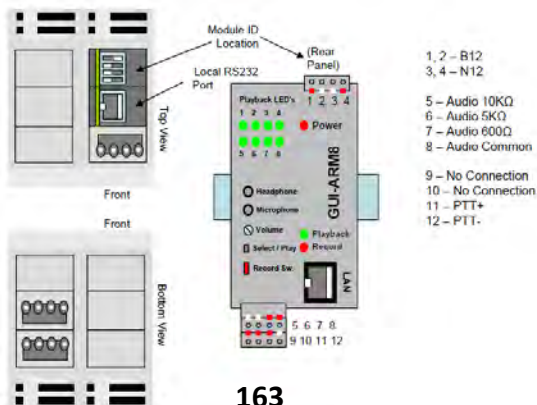 Module ID
Location
(Rear
Panel)
Local RS232
Port
Top View
Front
Front
Bottom View
Playback LED's
1 2 3 4
5 6 7 8
1 2 3 4
Power
GUI-ARM8
Headphone
Microphone
Volume
Select / Play
Record Sw.
Playback
Record
LAN
5 6 7 8
9 10 11 12
1, 2 – B12
3, 4 – N12
5 – Audio 10KΩ
6 – Audio 5KΩ
7 – Audio 600Ω
8 – Audio Common
9 – No Connection
10 – No Connection
11 – PTT+
12 – PTT-
163